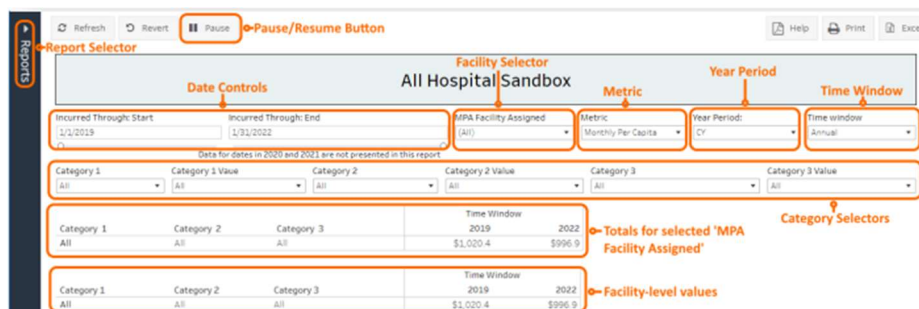 Reports
Refresh Revert Pause Pause/Resume Button Help Print Exce
Report Selector
All Hospital Sandbox
Date Controls Facility Selector Metric Year Period Time Window
Incurred Through: Start Incurred Through: End MPA Facility Assigned Metric Year Period: Time window
1/1/2019 1/31/2022 (All) Monthly Per Capita CY Annual
Data for dates in 2020 and 2021 are not presented in this report
Category 1 Category 1 Vaue Category 2 Category 2 Value Category 3 Category 3 Value
All All All All All All
Category Selectors
Time Window
Category 1 Category 2 Category 3 2019 2022
All All All $1,020.4 $996.9
Totals for selected 'MPA
Facility Assigned'
Time Window
Category 1 Category 2 Category 3 2019 2022
All All All $1,020.4 $996.9
Facility-level values